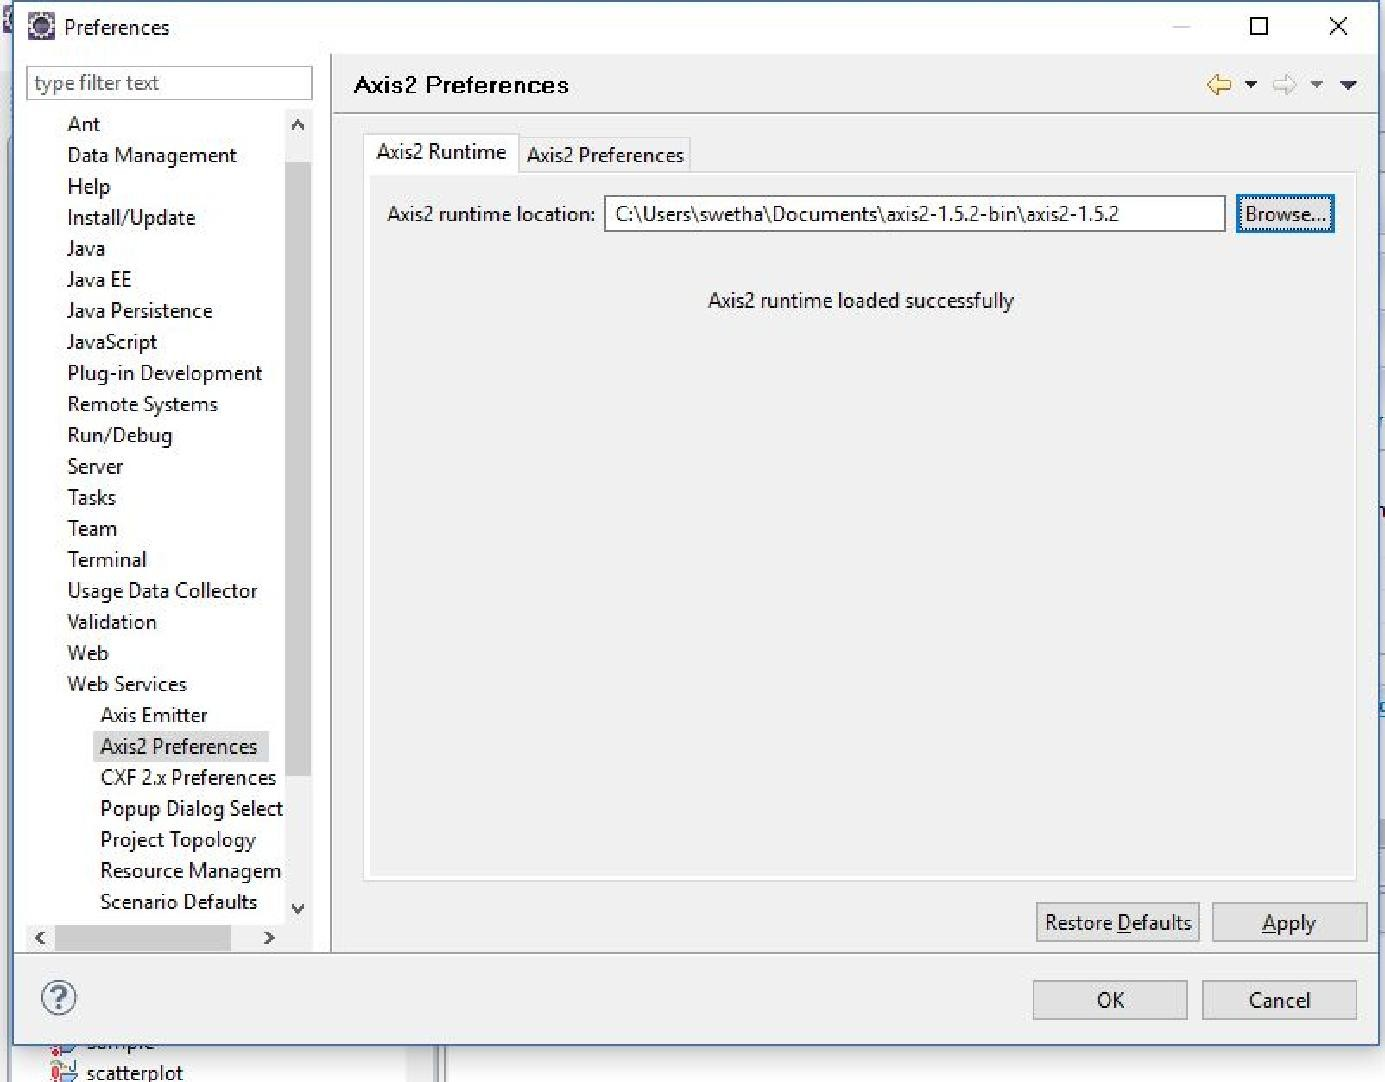 Preferences
type filter text
Ant
Data Management
Help
Install/Update
Java
Java EE
Java Persistence
JavaScript
Plug-in Development
Remote Systems
Run/Debug
Server
Tasks
Team
Terminal
Usage Data Collector
Validation
Web
Web Services
Axis Emitter
Axis2 Preferences
CXF 2.x Preferences
Popup Dialog Select
Project Topology
Resource Managem
Scenario Defaults
Axis2 Preferences
Axis2 Runtime Axis2 Preferences
Axis2 runtime location: C:\Users\swetha\Documents\axis2-1.5.2-bin\axis2-1.5.2 Browse...
Axis2 runtime loaded successfully
Restore Defaults Apply
OK Cancel
scatterplot